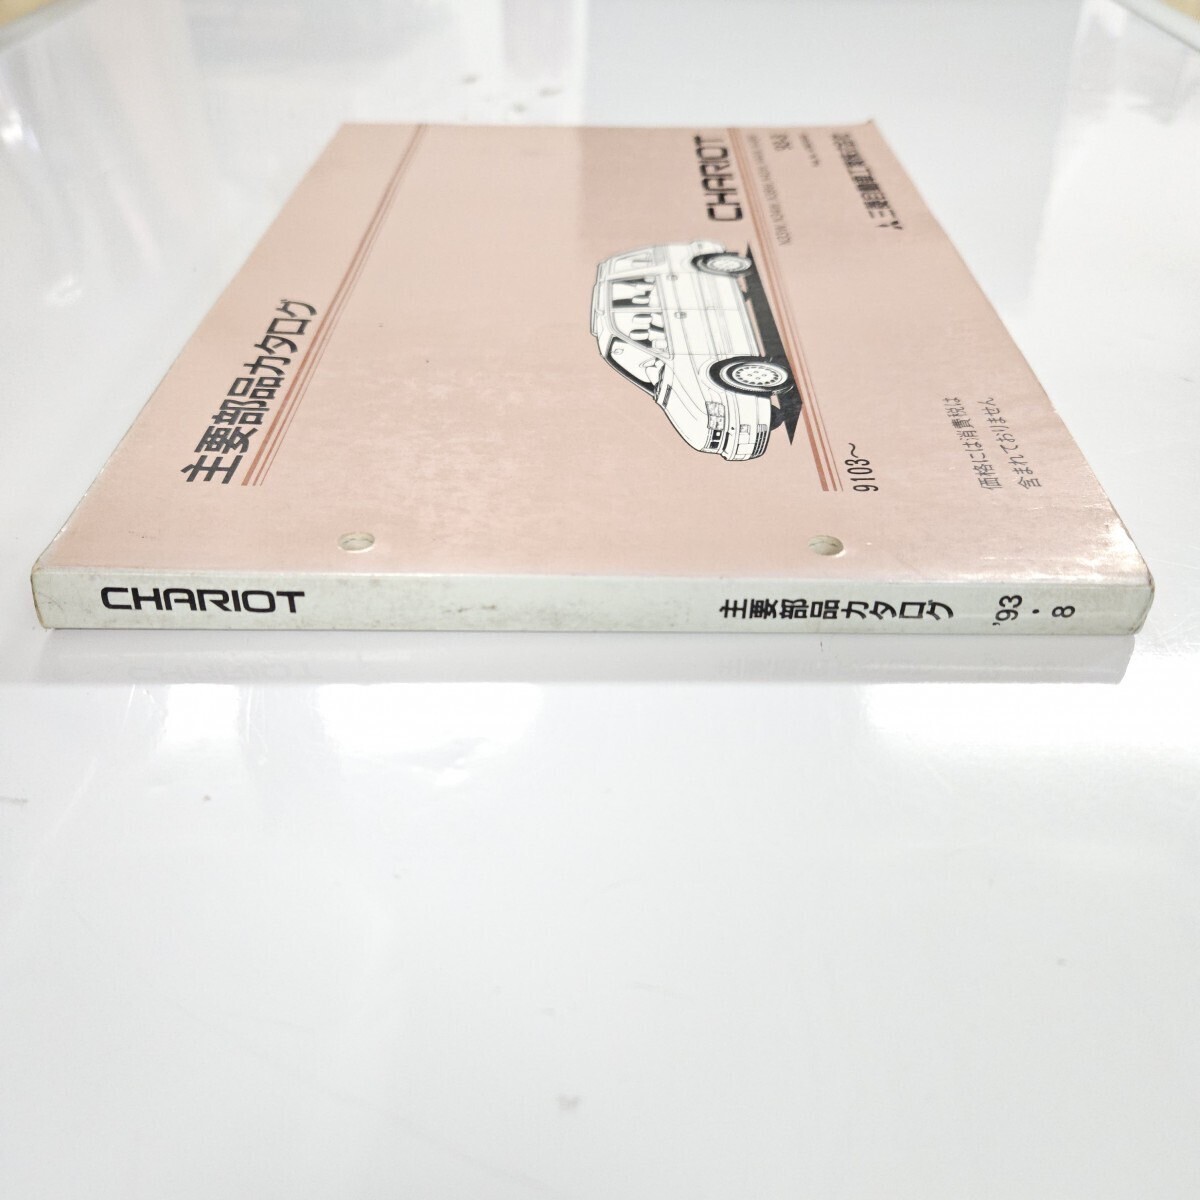 主要部品カタログ
CHARIOT
'93-8
三菱自動車工業株式会社
9103～
価格には消費税は
含まれておりません
CHARIOT 主要部品カタログ '93・8